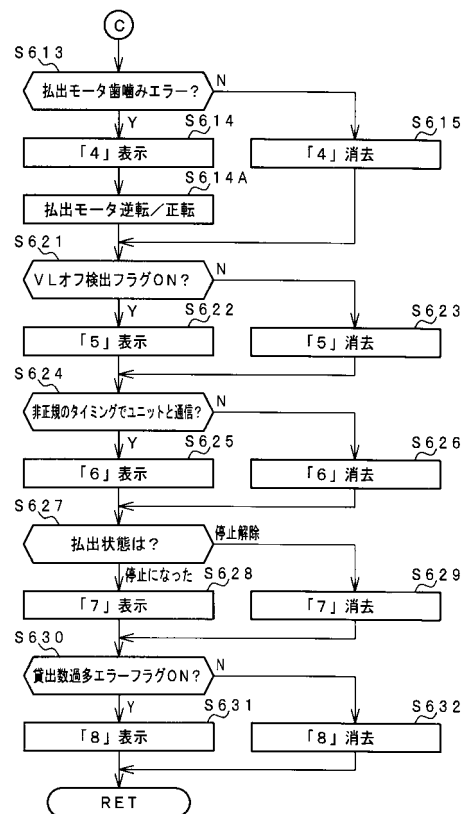 C
S613
払出モータ歯噛みエラー?
N
Y
S614
S615
「4」表示
「4」消去
S614A
払出モータ逆転/正転
S621
VLオフ検出フラグON?
N
Y
S622
S623
「5」表示
「5」消去
S624
非正規のタイミングでユニットと通信?
N
Y
S625
S626
「6」表示
「6」消去
S627
払出状態は?
停止解除
停止になった
S628
S629
「7」表示
「7」消去
S630
貸出数過多エラーフラグON?
N
Y
S631
S632
「8」表示
「8」消去
RET